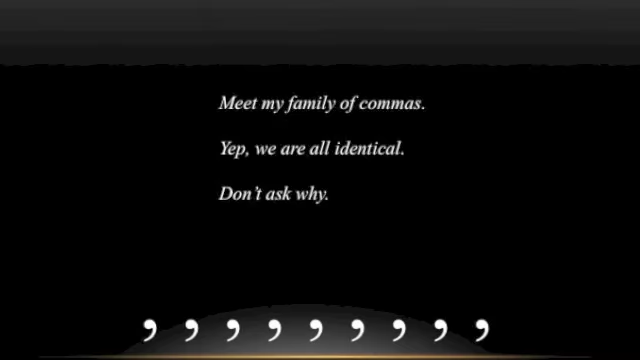 Meet my family of commas.
Yep, we are all identical.
Don’t ask why.
, , , , , , , , ,